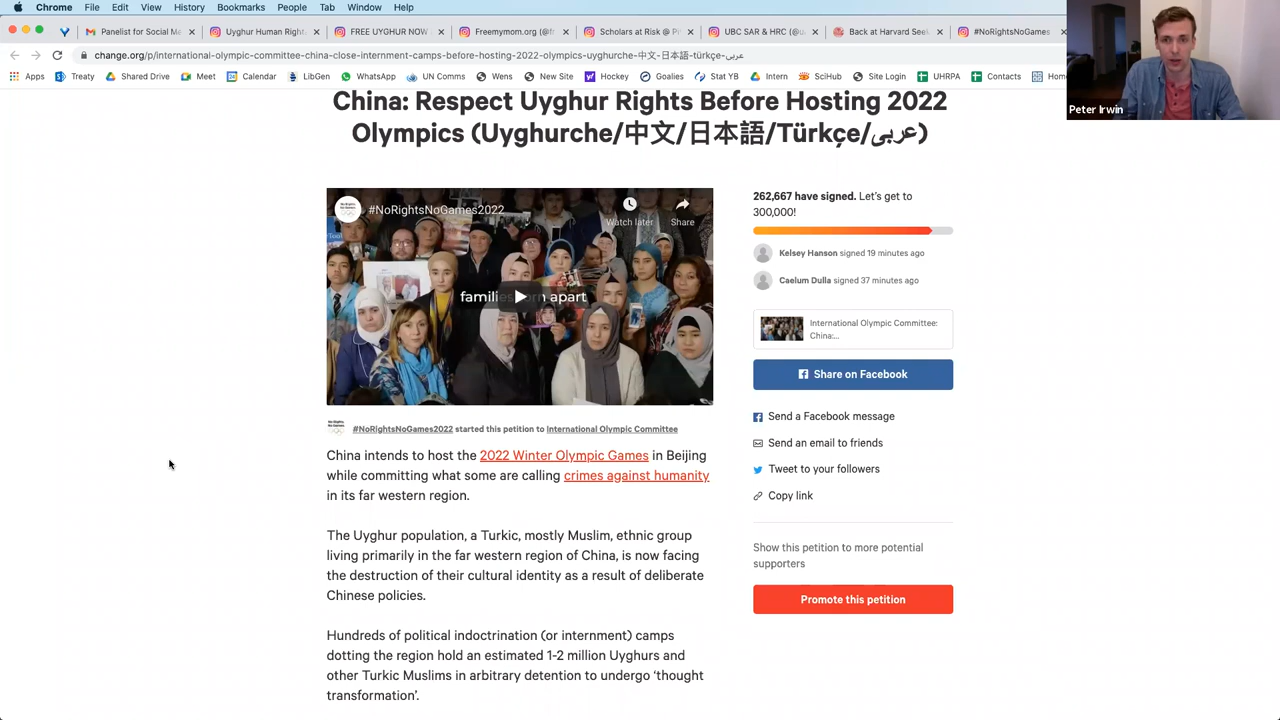 Chrome File Edit View History Bookmarks People Tab Window Help
Panelist for Social Me
Uyghur Human Right
FREE UYGHUR NOW
Freemymom.org (@fr
Scholars at Risk @ Pr
UBC SAR & HRC (@u
Back at Harvard Seek
#NoRightsNoGames
change.org/p/international-olympic-committee-china-close-internment-camps-before-hosting-2022-olympics-uyghurche-中文-日本語-türkçe-عربى
Apps Treaty Shared Drive Meet Calendar LibGen WhatsApp UN Comms Wens New Site Hockey Goalies Stat YB Intern SciHub Site Login UHRPA Contacts Hom
Peter Irwin
China: Respect Uyghur Rights Before Hosting 2022
Olympics (Uyghurche/中文/日本語/Türkçe/عربى)
#NoRightsNoGames2022
Watch later
Share
apart
#NoRightsNoGames2022 started this petition to International Olympic Committee
China intends to host the 2022 Winter Olympic Games in Beijing
while committing what some are calling crimes against humanity
in its far western region.
The Uyghur population, a Turkic, mostly Muslim, ethnic group
living primarily in the far western region of China, is now facing
the destruction of their cultural identity as a result of deliberate
Chinese policies.
Hundreds of political indoctrination (or internment) camps
dotting the region hold an estimated 1-2 million Uyghurs and
other Turkic Muslims in arbitrary detention to undergo ‘thought
transformation’.
262,667 have signed. Let’s get to
300,000!
Kelsey Hanson signed 19 minutes ago
Caelum Dulla signed 37 minutes ago
International Olympic Committee:
China:...
Share on Facebook
Send a Facebook message
Send an email to friends
Tweet to your followers
Copy link
Show this petition to more potential
supporters
Promote this petition